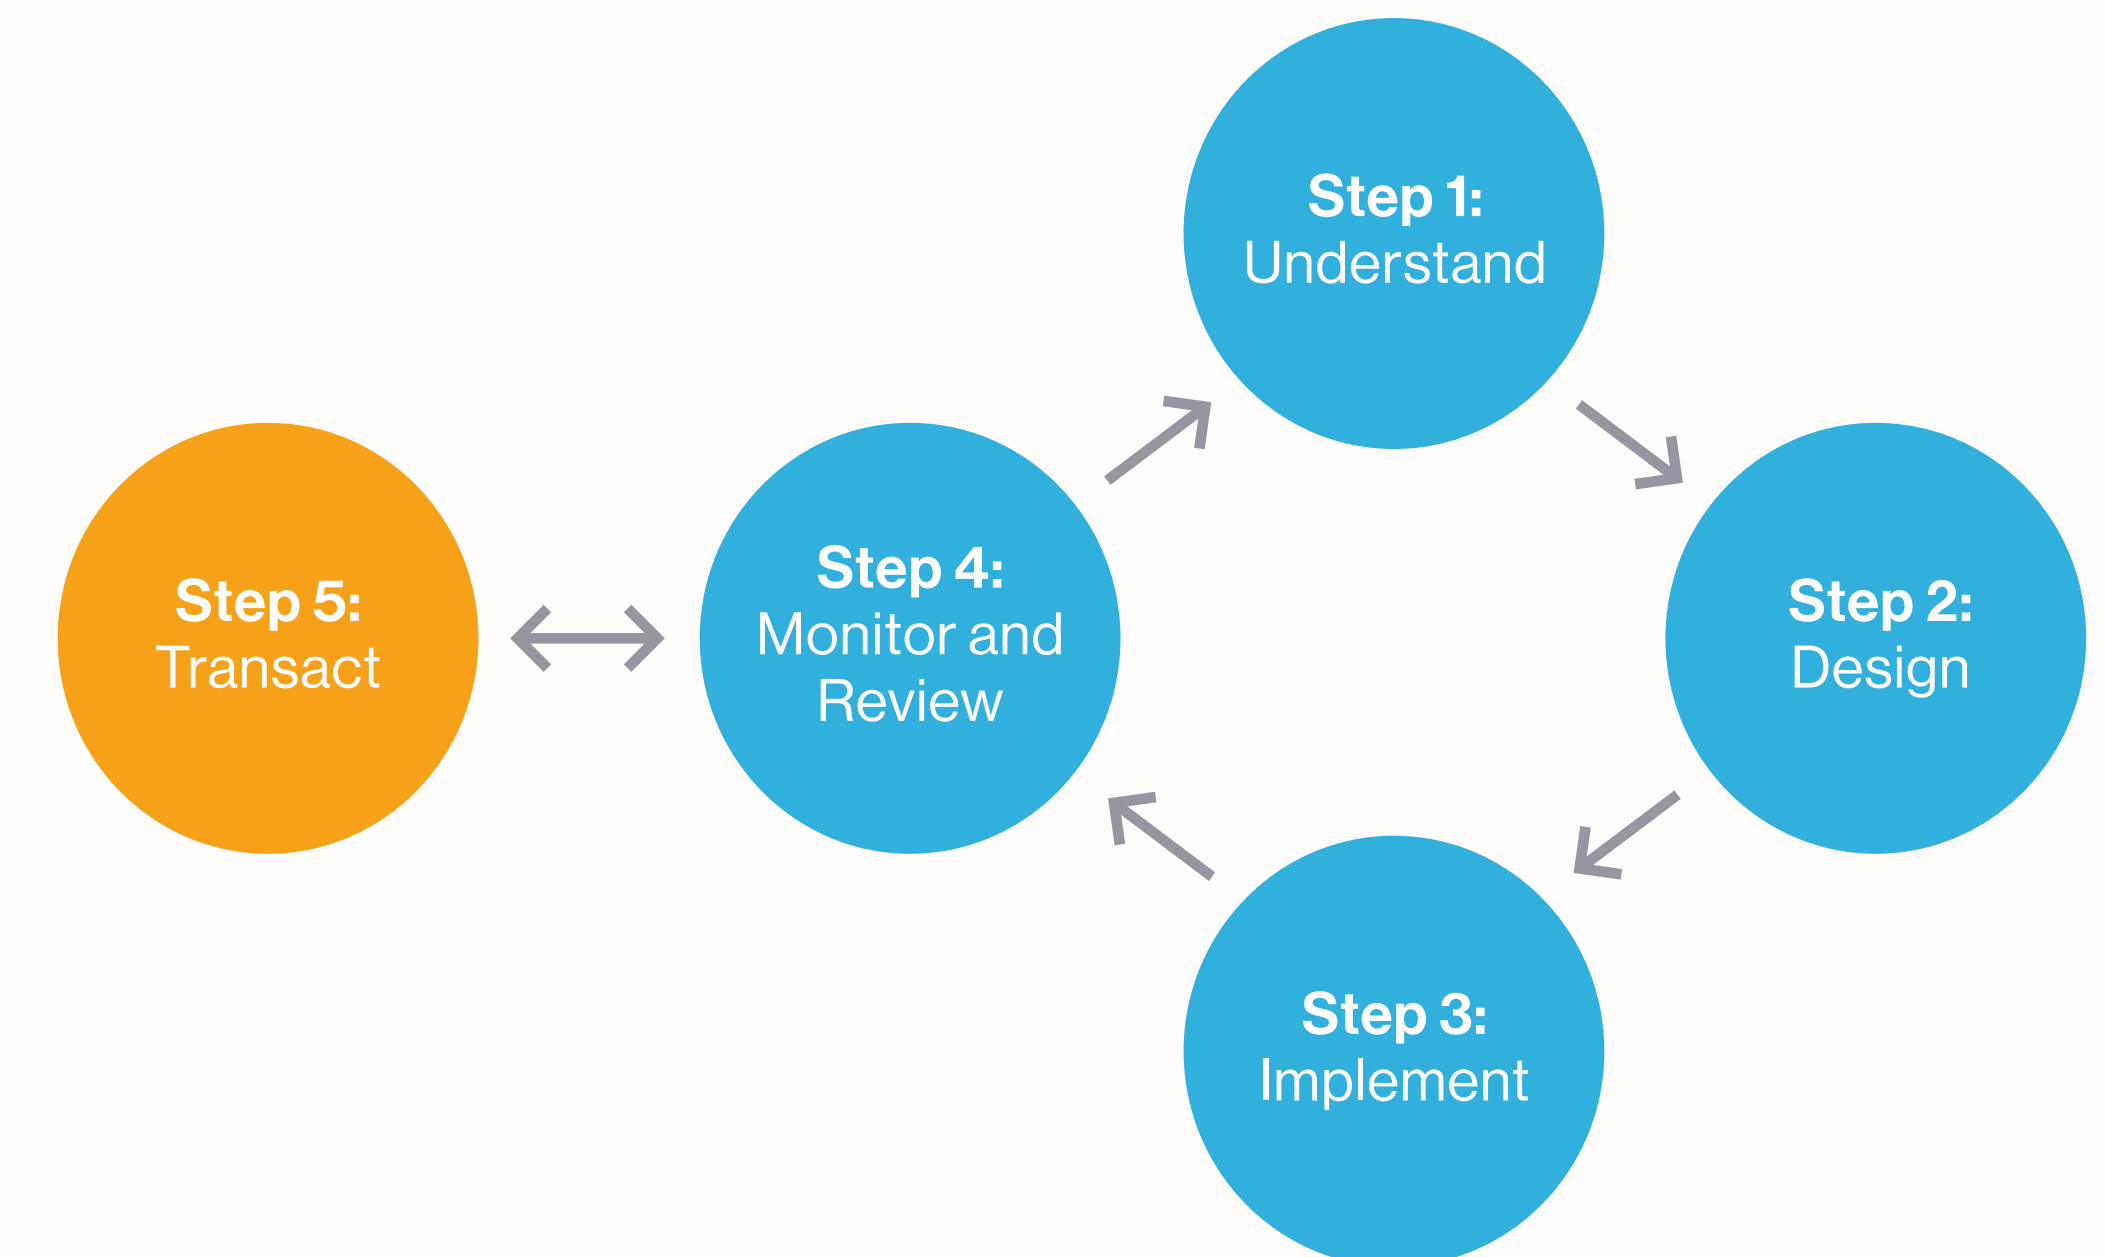 Step 1:
Understand
Step 2:
Design
Step 3:
Implement
Step 4:
Monitor and
Review
Step 5:
Transact